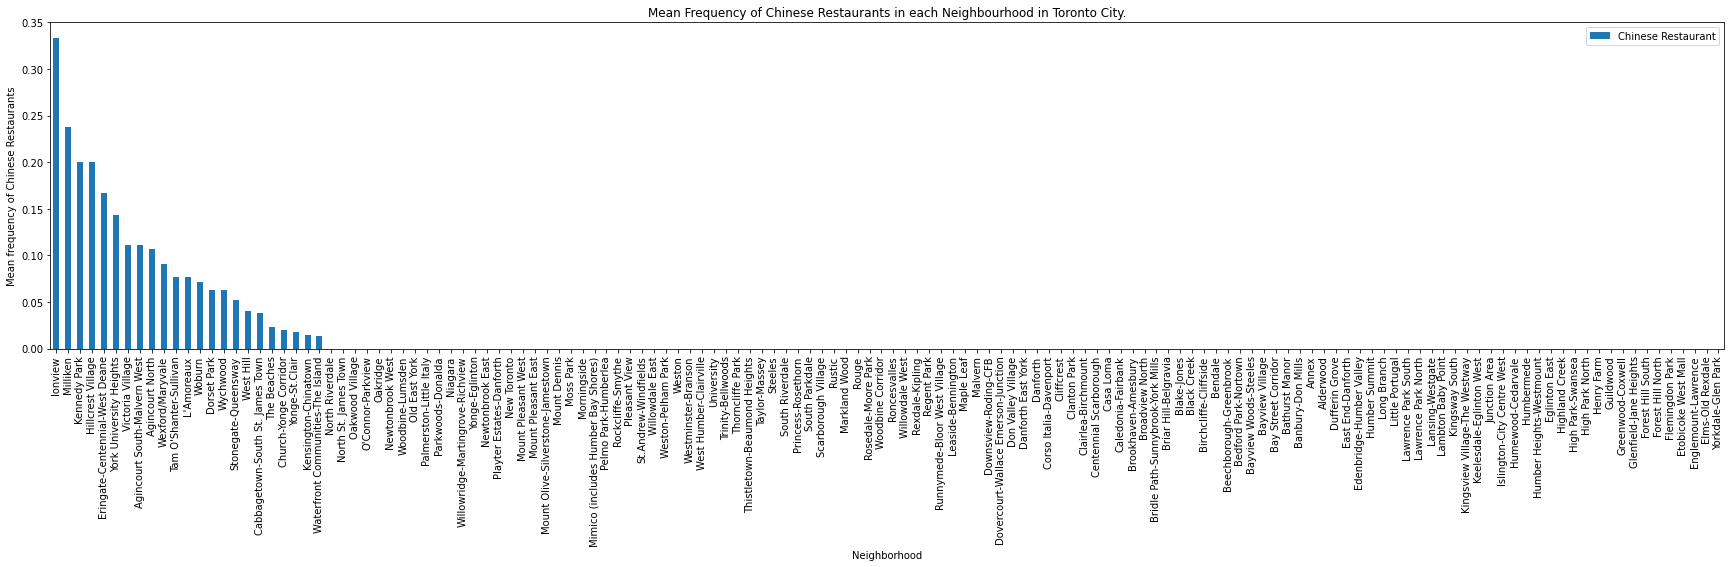 Mean Frequency of Chinese Restaurants in each Neighbourhood in Toronto City.
Chinese Restaurant
Mean frequency of Chinese Restaurants
0.35
0.30
0.25
0.20
0.15
0.10
0.05
0.00
Ionview
Milliken
Kennedy Park
Hillcrest Village
Eringate-Centennial-West Deane
York University Heights
Victoria Village
Agincourt South-Malvern West
Agincourt North
Wexford/Maryvale
Tam O'Shanter-Sullivan
L'Amoreaux
Woburn
Dorset Park
Wychwood
Stonegate-Queensway
West Hill
Cabbagetown-South St. James Town
The Beaches
Church-Yonge Corridor
Yonge-St.Clair
Kensington-Chinatown
Waterfront Communities-The Island
North Riverdale
North St. James Town
Oakwood Village
O'Connor-Parkview
Oakridge
Newtonbrook West
Woodbine-Lumsden
Old East York
Palmerston-Little Italy
Parkwoods-Donalda
Niagara
Willowridge-Martingrove-Richview
Yonge-Eglinton
Newtonbrook East
Playter Estates-Danforth
New Toronto
Mount Pleasant West
Mount Pleasant East
Mount Olive-Silverstone-Jamestown
Mount Dennis
Moss Park
Morningside
Mimico (includes Humber Bay Shores)
Pelmo Park-Humberlea
Rockcliffe-Smythe
Pleasant View
St.Andrew-Windfields
Willowdale East
Weston-Pelham Park
Weston
Westminster-Branson
West Humber-Clairville
University
Trinity-Bellwoods
Thorncliffe Park
Thistletown-Beaumond Heights
Taylor-Massey
Steeles
South Riverdale
Princess-Rosethorn
South Parkdale
Scarborough Village
Rustic
Markland Wood
Rouge
Rosedale-Moore Park
Woodbine Corridor
Roncesvalles
Willowdale West
Rexdale-Kipling
Regent Park
Runnymede-Bloor West Village
Leaside-Bennington
Maple Leaf
Malvern
Downsview-Roding-CFB
Dovercourt-Wallace Emerson-Junction
Don Valley Village
Danforth East York
Danforth
Corso Italia-Davenport
Cliffcrest
Clanton Park
Clairlea-Birchmount
Centennial Scarborough
Casa Loma
Caledonia-Fairbank
Brookhaven-Amesbury
Broadview North
Bridle Path-Sunnybrook-York Mills
Briar Hill-Belgravia
Blake-Jones
Black Creek
Birchcliffe-Cliffside
Bendale
Beechborough-Greenbrook
Bedford Park-Nortown
Bayview Woods-Steeles
Bayview Village
Bay Street Corridor
Bathurst Manor
Banbury-Don Mills
Annex
Alderwood
Dufferin Grove
East End-Danforth
Edenbridge-Humber Valley
Humber Summit
Long Branch
Little Portugal
Lawrence Park South
Lawrence Park North
Lansing-Westgate
Lambton Baby Point
Kingsway South
Kingsview Village-The Westway
Keelesdale-Eglinton West
Junction Area
Islington-City Centre West
Humewood-Cedarvale
Humbermede
Humber Heights-Westmount
Eglinton East
Highland Creek
High Park-Swansea
High Park North
Henry Farm
Guildwood
Greenwood-Coxwell
Glenfield-Jane Heights
Forest Hill South
Forest Hill North
Flemingdon Park
Etobicoke West Mall
Englemount-Lawrence
Elms-Old Rexdale
Yorkdale-Glen Park
Neighborhood